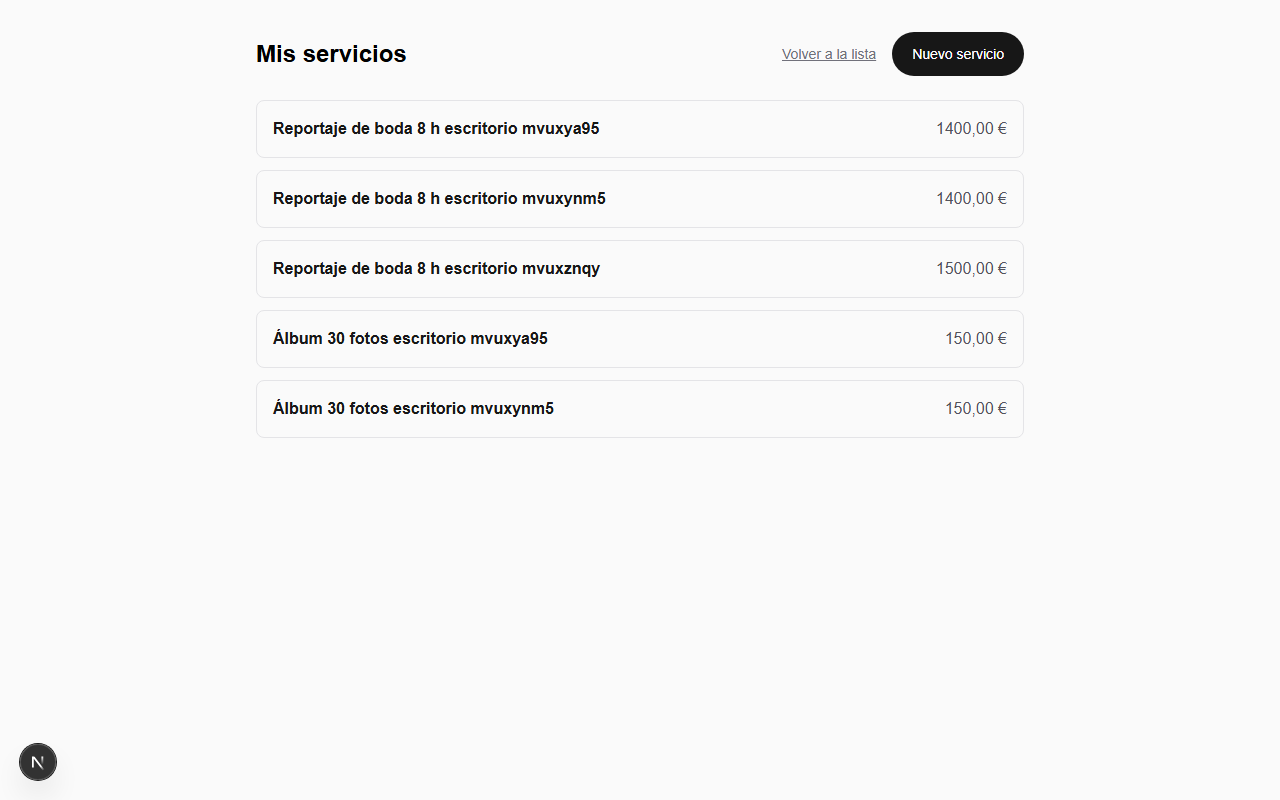 Mis servicios
Volver a la lista
Nuevo servicio
Reportaje de boda 8 h escritorio mvuxya95
1400,00 €
Reportaje de boda 8 h escritorio mvuxynm5
1400,00 €
Reportaje de boda 8 h escritorio mvuxznqy
1500,00 €
Álbum 30 fotos escritorio mvuxya95
150,00 €
Álbum 30 fotos escritorio mvuxynm5
150,00 €
N